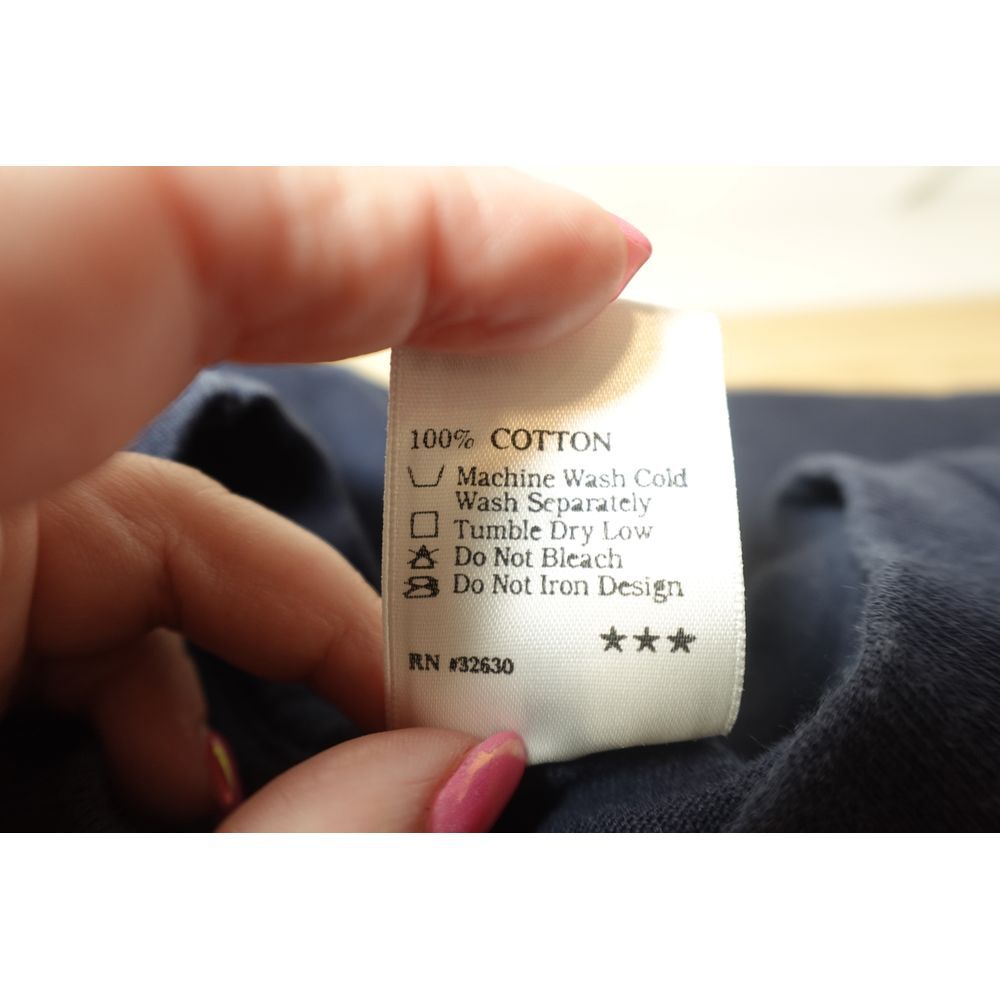 100% COTTON
Machine Wash Cold
Wash Separately
Tumble Dry Low
Do Not Bleach
Do Not Iron Design
★★★
RN #32630